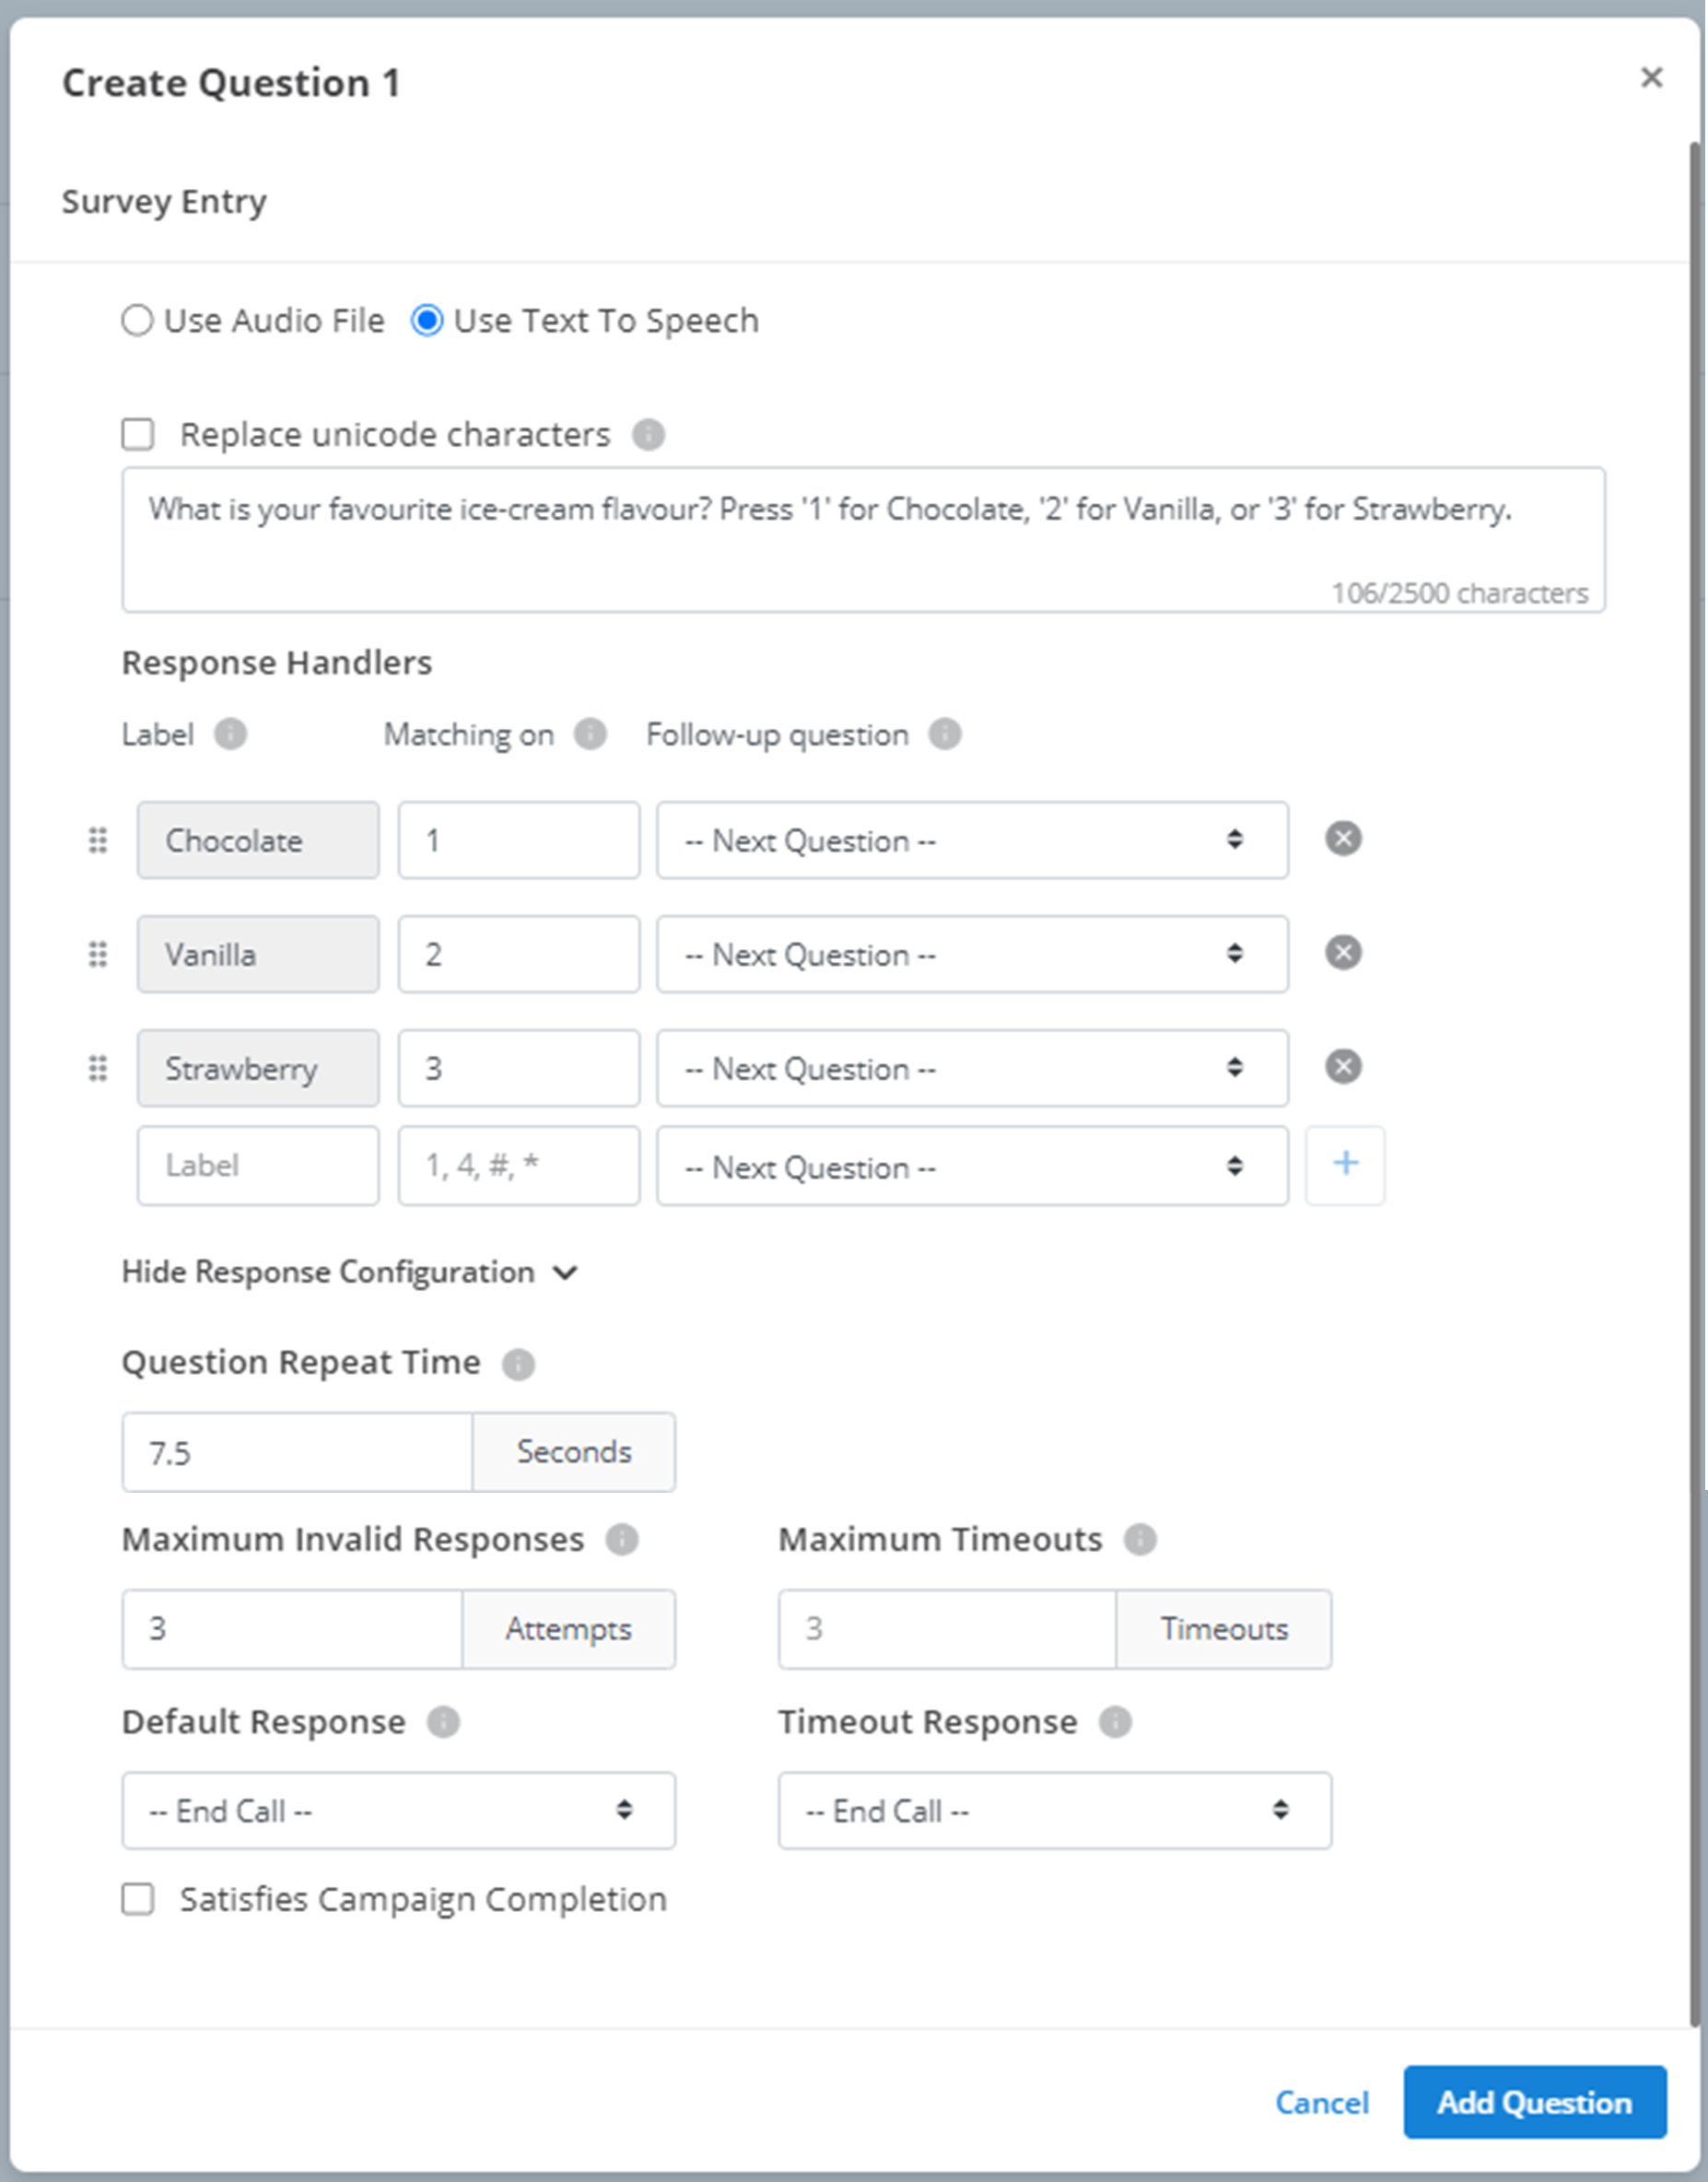 Create Question 1
×
Survey Entry
Use Audio File Use Text To Speech
Replace unicode characters
What is your favourite ice-cream flavour? Press '1' for Chocolate, '2' for Vanilla, or '3' for Strawberry.
106/2500 characters
Response Handlers
Label Matching on Follow-up question
Chocolate 1 -- Next Question --
Vanilla 2 -- Next Question --
Strawberry 3 -- Next Question --
Label 1, 4, #, * -- Next Question -- +
Hide Response Configuration
Question Repeat Time
7.5 Seconds
Maximum Invalid Responses Maximum Timeouts
3 Attempts 3 Timeouts
Default Response Timeout Response
-- End Call -- -- End Call --
Satisfies Campaign Completion
Cancel Add Question